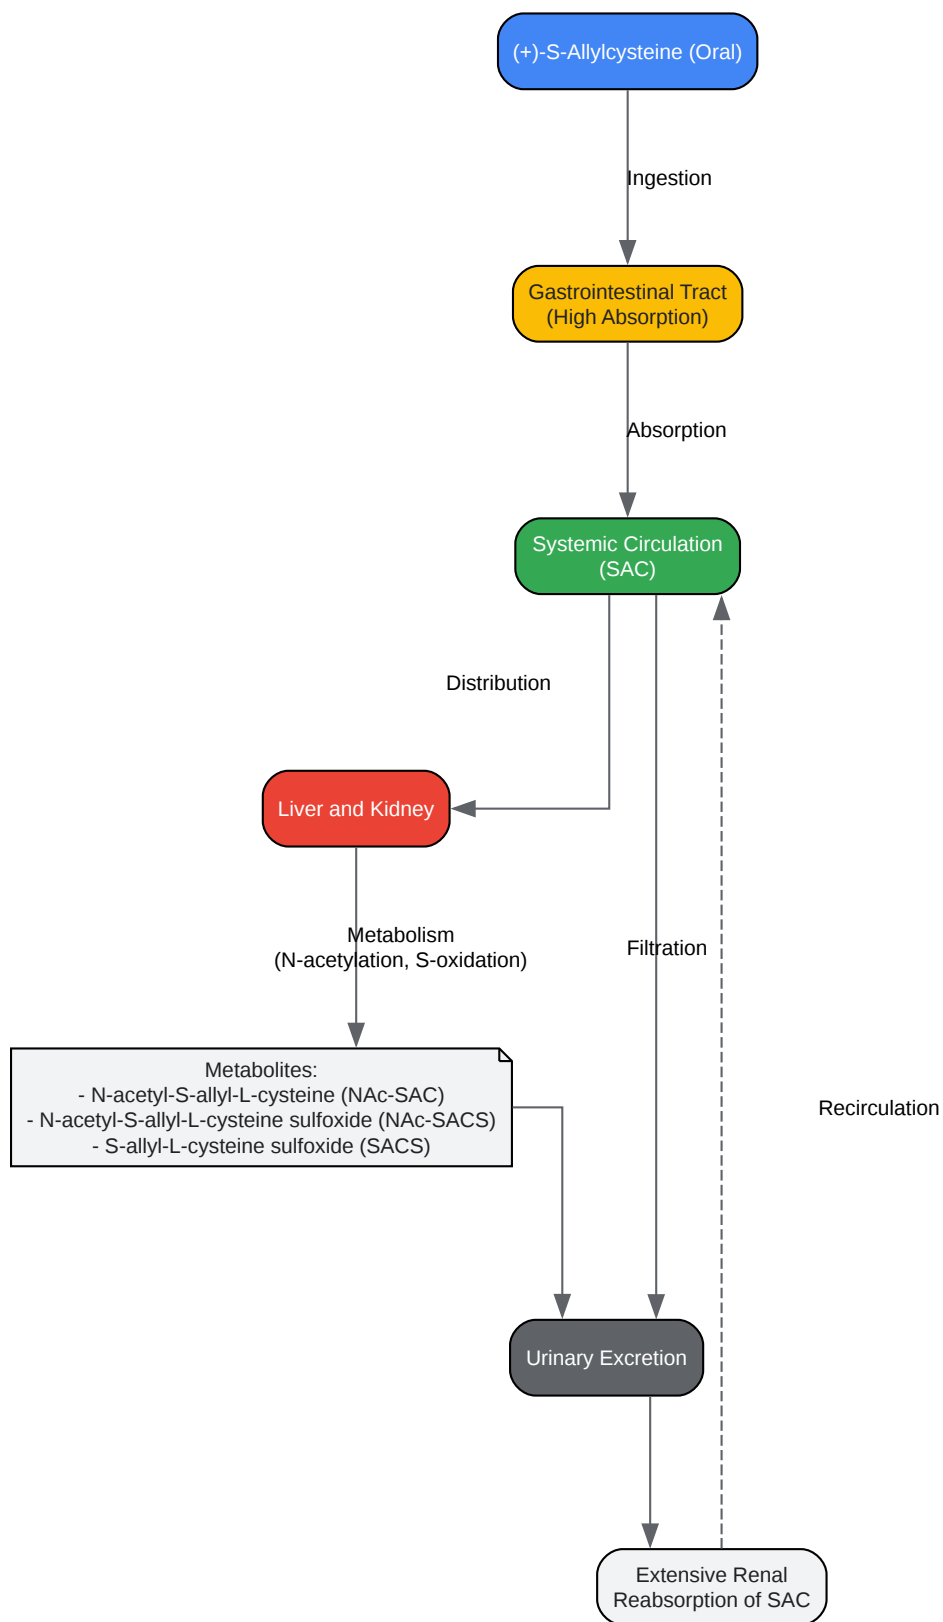 (+)-S-Allylcysteine (Oral)
Ingestion
Gastrointestinal Tract
(High Absorption)
Absorption
Systemic Circulation
(SAC)
Distribution
Liver and Kidney
Metabolism
(N-acetylation, S-oxidation)
Filtration
Metabolites:
- N-acetyl-S-allyl-L-cysteine (NAc-SAC)
- N-acetyl-S-allyl-L-cysteine sulfoxide (NAc-SACS)
- S-allyl-L-cysteine sulfoxide (SACS)
Recirculation
Urinary Excretion
Extensive Renal
Reabsorption of SAC